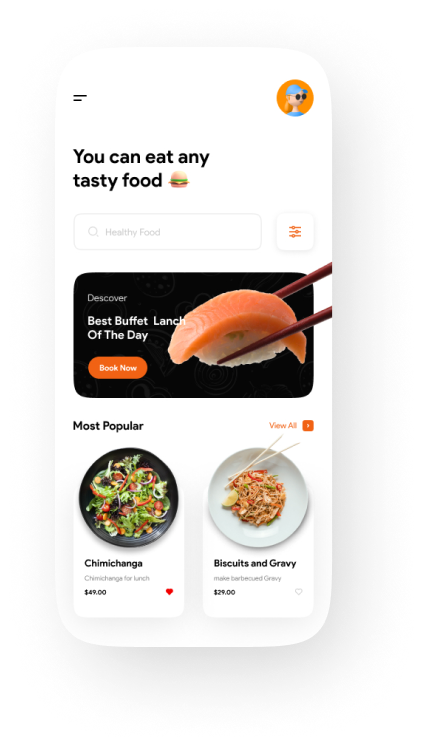 You can eat any
tasty food 🍔
Healthy Food
Descover
Best Buffet Lanch
Of The Day
Book Now
Most Popular
View All
Chimichanga
Chimichanga for lunch
$49.00
Biscuits and Gravy
make barbecued Gravy
$29.00